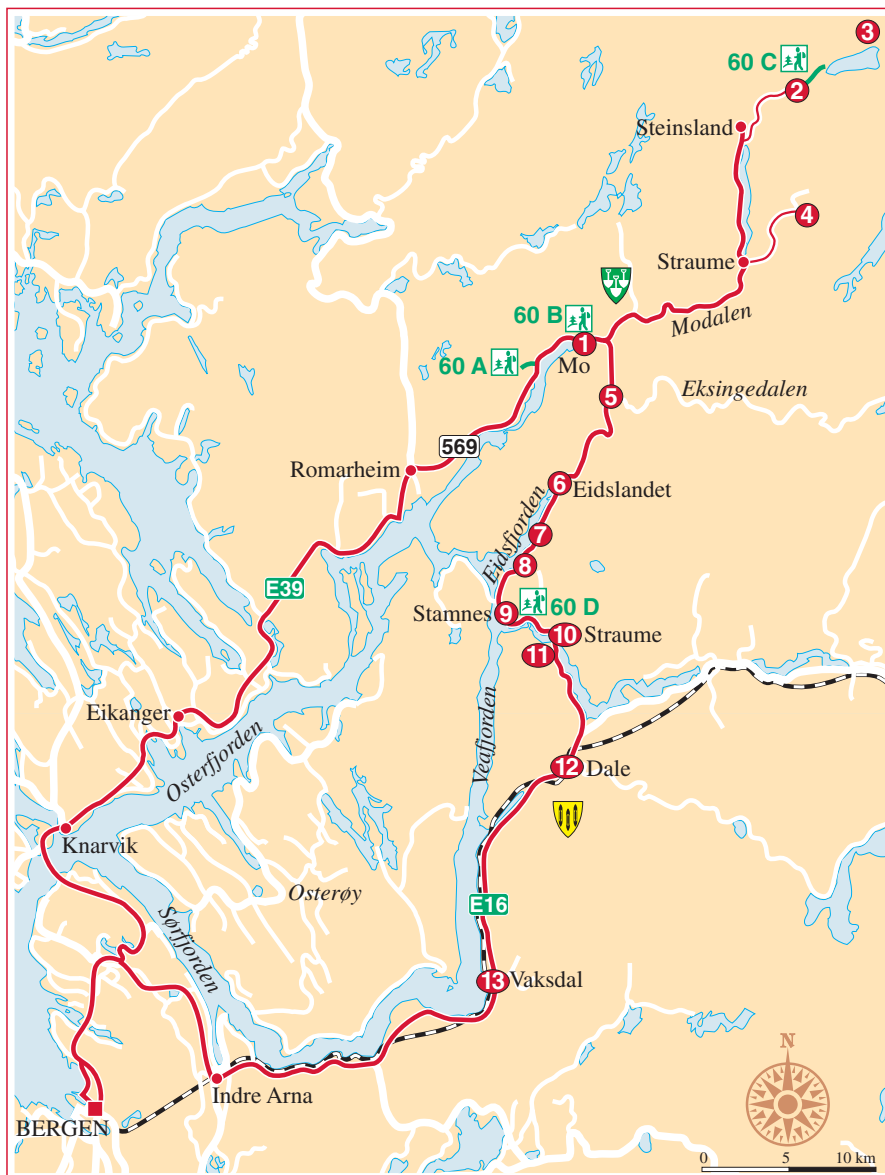 3
60 C
2
Steinsland
4
Straume
60 B
Modalen
1
60 A
Mo
5
Eksingedalen
569
Romarheim
6
Eidslandet
Eidsfjorden
7
8
E39
Stamnes
9
60 D
10
Straume
11
Eikanger
Osterfjorden
Veafjorden
12
Dale
Knarvik
Osterøy
E16
Sørfjorden
13
Vaksdal
N
Indre Arna
BERGEN
0 5 10 km